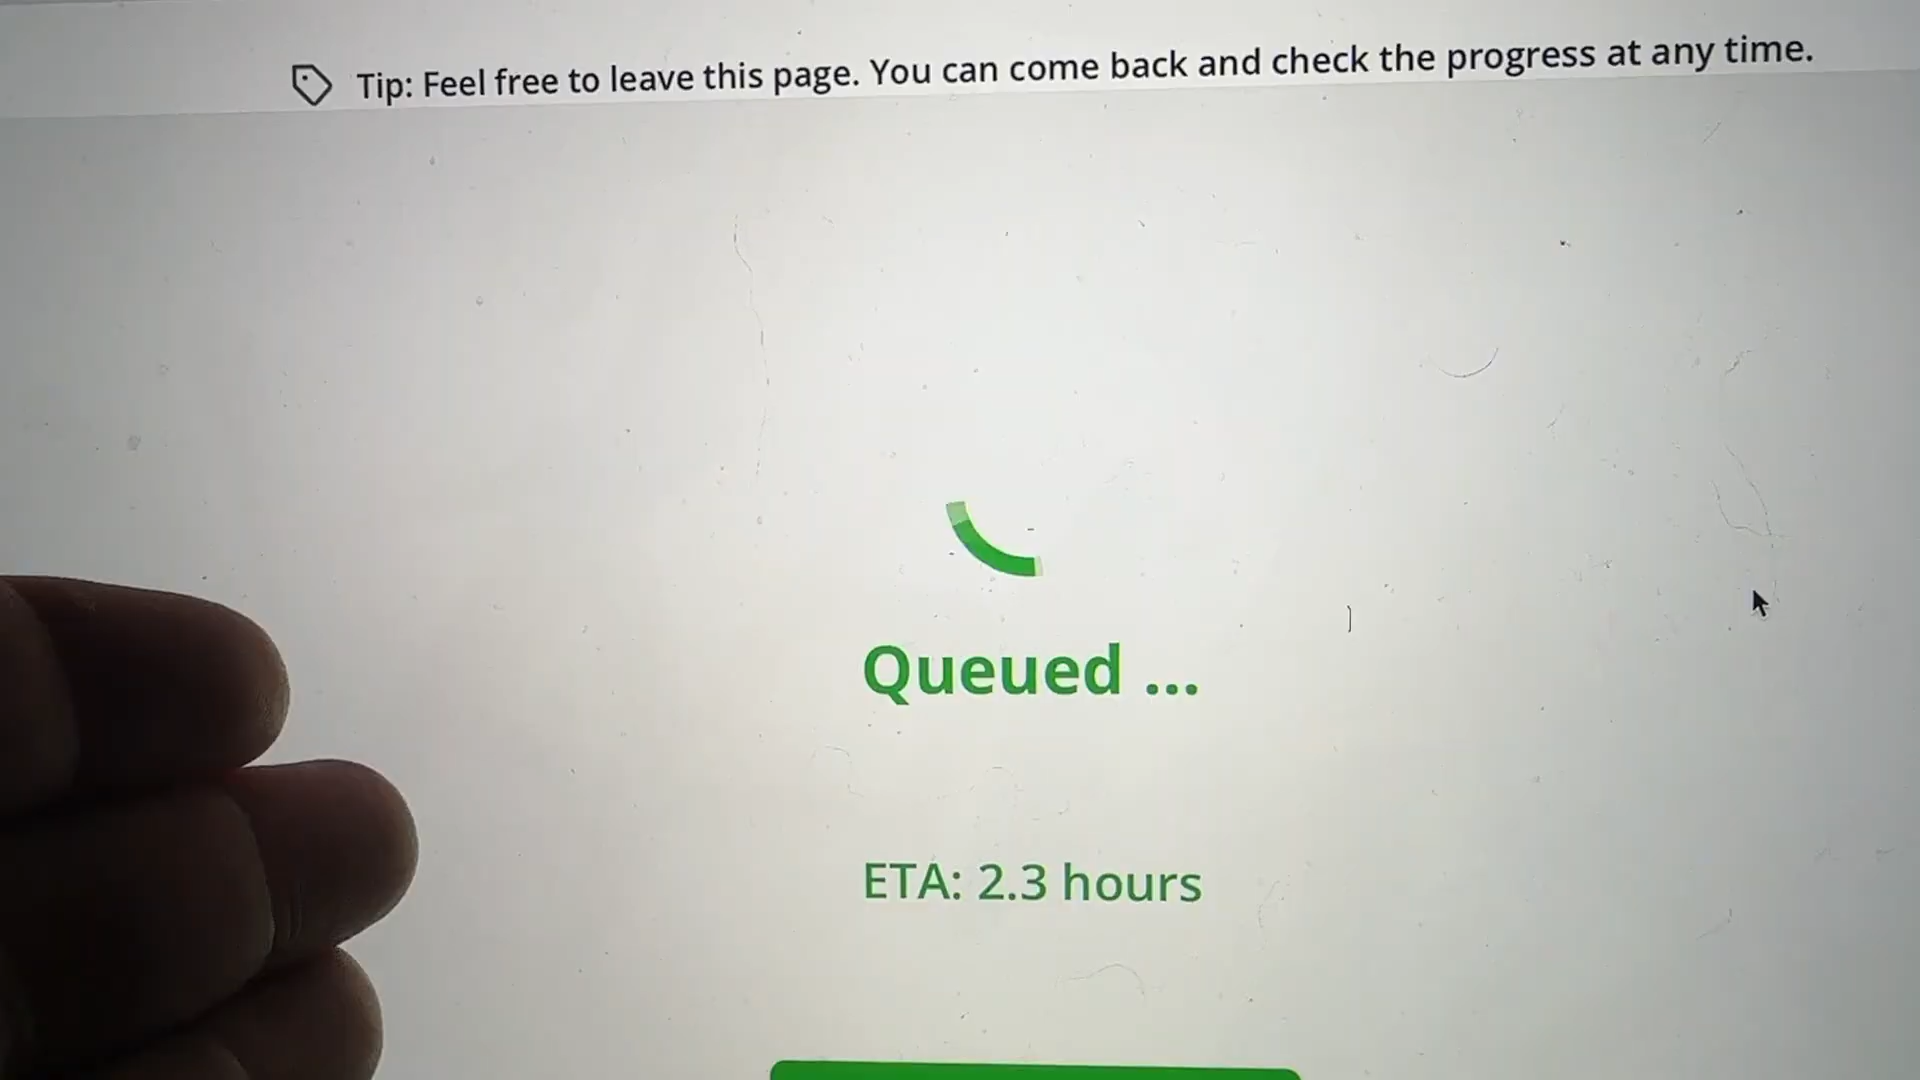 Tip: Feel free to leave this page. You can come back and check the progress at any time.
Queued ...
ETA: 2.3 hours